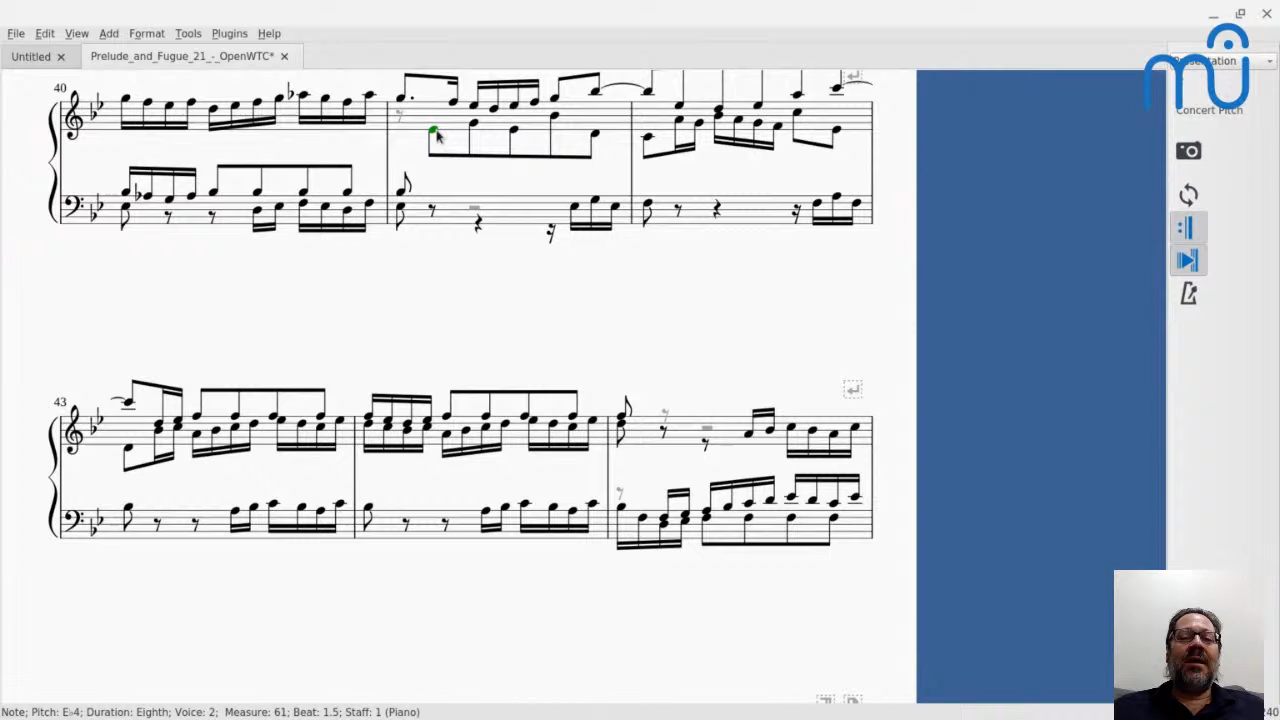 File Edit View Add Format Tools Plugins Help
Untitled Prelude_and_Fugue_21_-_OpenWTC*
Concert Pitch
40
43
Note; Pitch: E♭4; Duration: Eighth; Voice: 2; Measure: 61; Beat: 1.5; Staff: 1 (Piano)